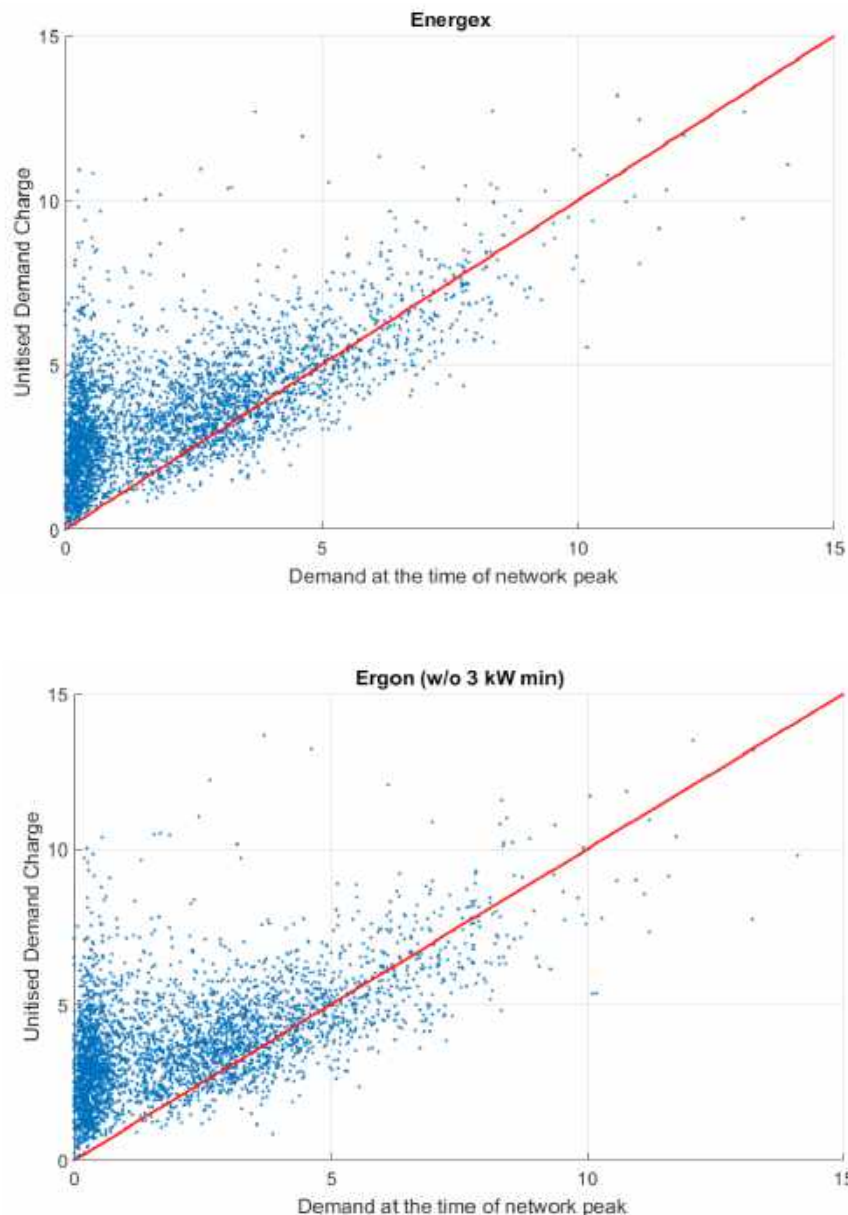 Energex
15
10
5
0
Unitised Demand Charge
0 5 10 15
Demand at the time of network peak
Ergon (w/o 3 kW min)
15
10
5
0
Unitised Demand Charge
0 5 10 15
Demand at the time of network peak